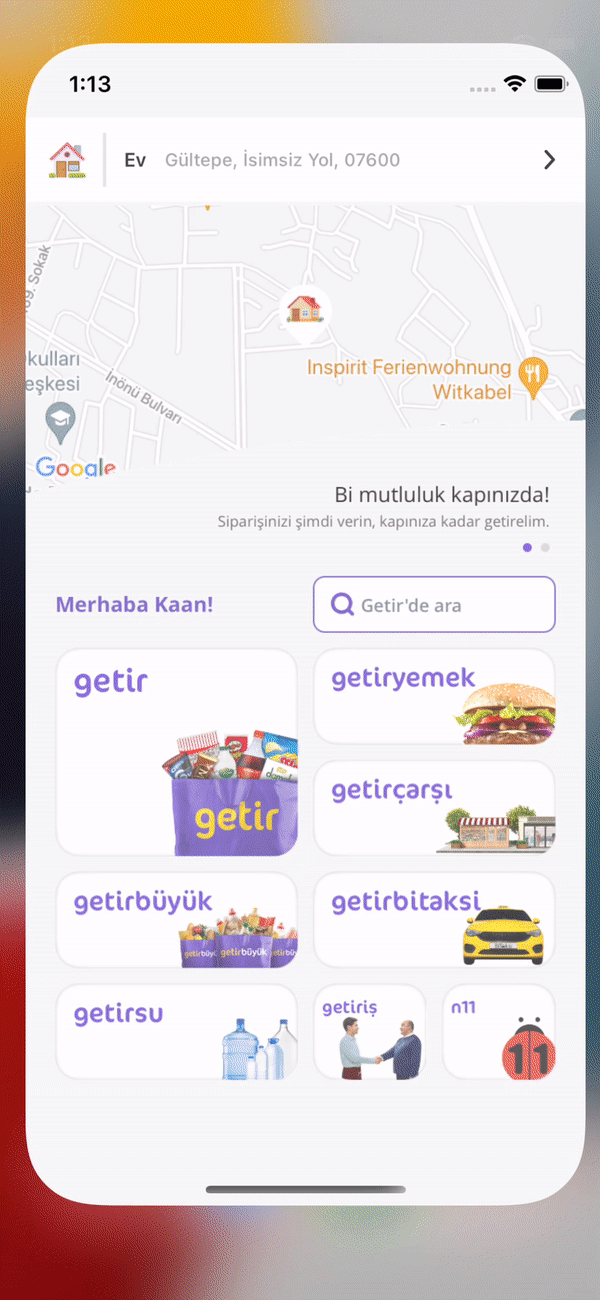 1:13
Ev Gültepe, İsimsiz Yol, 07600
Sokak
kulları
eşkesi
İnönü Bulvarı
Inspirit Ferienwohnung
Witkabel
Google
Bi mutluluk kapınızda!
Siparişinizi şimdi verin, kapınıza kadar getirelim.
Merhaba Kaan!
Getir'de ara
getir
getir
getiryemek
getirçarşı
getirbüyük
getirbüyük
getirbitaksi
getirsu
getiriş
n11
11